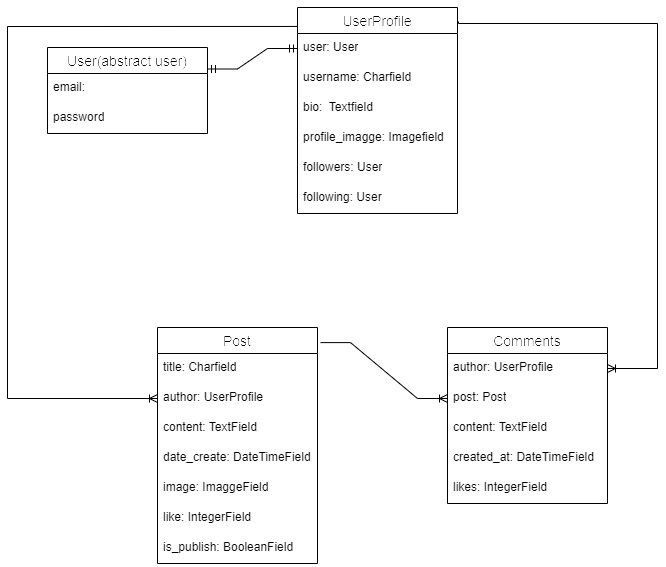 UserProfile
user: User
username: Charfield
bio:  Textfield
profile_imagge: Imagefield
followers: User
following: User
User(abstract user)
email:
password
Post
title: Charfield
author: UserProfile
content: TextField
date_create: DateTimeField
image: ImaggeField
like: IntegerField
is_publish: BooleanField
Comments
author: UserProfile
post: Post
content: TextField
created_at: DateTimeField
likes: IntegerField